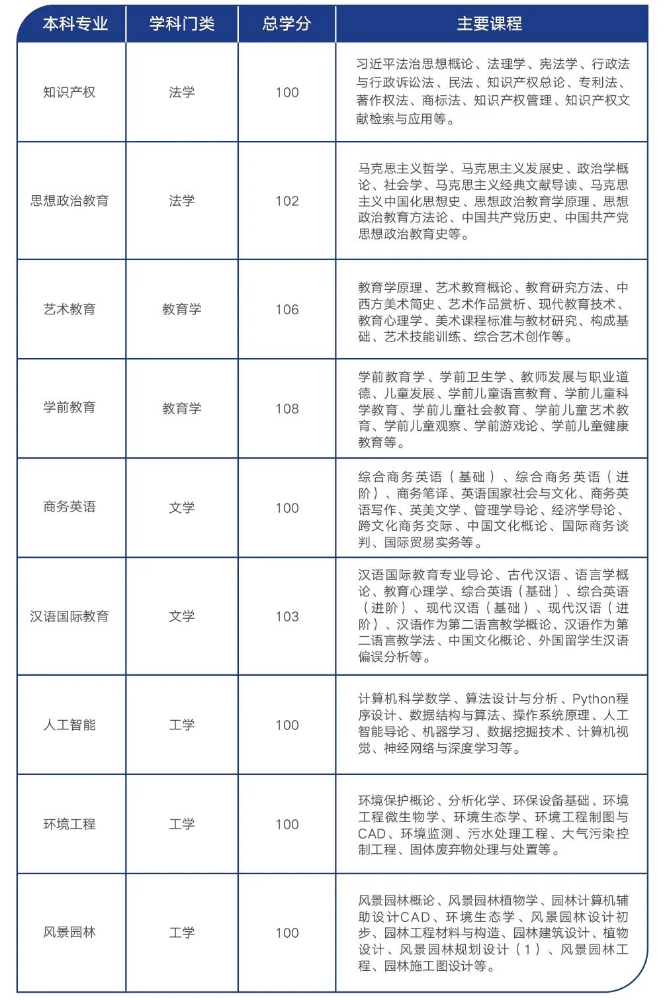 本科专业 学科门类 总学分 主要课程
知识产权 法学 100
习近平法治思想概论、法理学、宪法学、行政法
与行政诉讼法、民法、知识产权总论、专利法、
著作权法、商标法、知识产权管理、知识产权文
献检索与应用等。
思想政治教育 法学 102
马克思主义哲学、马克思主义发展史、政治学概
论、社会学、马克思主义经典文献导读、马克思
主义中国化思想史、思想政治教育学原理、思想
政治教育方法论、中国共产党历史、中国共产党
思想政治教育史等。
艺术教育 教育学 106
教育学原理、艺术教育概论、教育研究方法、中
西方美术简史、艺术作品赏析、现代教育技术、
教育心理学、美术课程标准与教材研究、构成基
础、艺术技能训练、综合艺术创作等。
学前教育 教育学 108
学前教育学、学前卫生学、教师发展与职业道
德、儿童发展、学前儿童语言教育、学前儿童科
学教育、学前儿童社会教育、学前儿童艺术教
育、学前儿童观察、学前游戏论、学前儿童健康
教育等。
商务英语 文学 100
综合商务英语（基础）、综合商务英语（进
阶）、商务笔译、英语国家社会与文化、商务英
语写作、英美文学、管理学导论、经济学导论、
跨文化商务交际、中国文化概论、国际商务谈
判、国际贸易实务等。
汉语国际教育 文学 103
汉语国际教育专业导论、古代汉语、语言学概
论、教育心理学、综合英语（基础）、综合英语
（进阶）、现代汉语（基础）、现代汉语（进
阶）、汉语作为第二语言教学概论、汉语作为第
二语言教学法、中国文化概论、外国留学生汉语
偏误分析等。
人工智能 工学 100
计算机科学数学、算法设计与分析、Python程
序设计、数据结构与算法、操作系统原理、人工
智能导论、机器学习、数据挖掘技术、计算机视
觉、神经网络与深度学习等。
环境工程 工学 100
环境保护概论、分析化学、环保设备基础、环境
工程微生物学、环境生态学、环境工程制图与
CAD、环境监测、污水处理工程、大气污染控
制工程、固体废弃物处理与处置等。
风景园林 工学 100
风景园林概论、风景园林植物学、园林计算机辅
助设计CAD、环境生态学、风景园林设计初
步、园林工程材料与构造、园林建筑设计、植物
设计、风景园林规划设计（1）、风景园林工
程、园林施工图设计等。